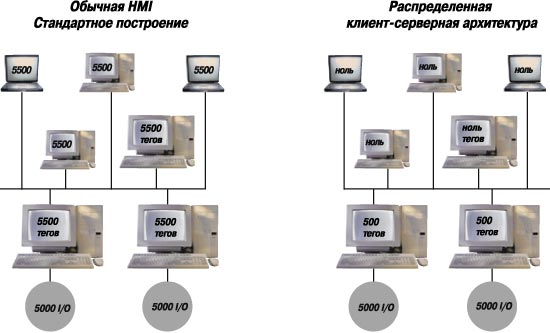 Обычная HMI
Стандартное построение
Распределенная
клиент-серверная архитектура
5500
5500
5500
ноль
ноль
ноль
5500
5500
тегов
ноль
ноль
тегов
5500
тегов
5500
тегов
500
тегов
500
тегов
5000 I/O
5000 I/O
5000 I/O
5000 I/O